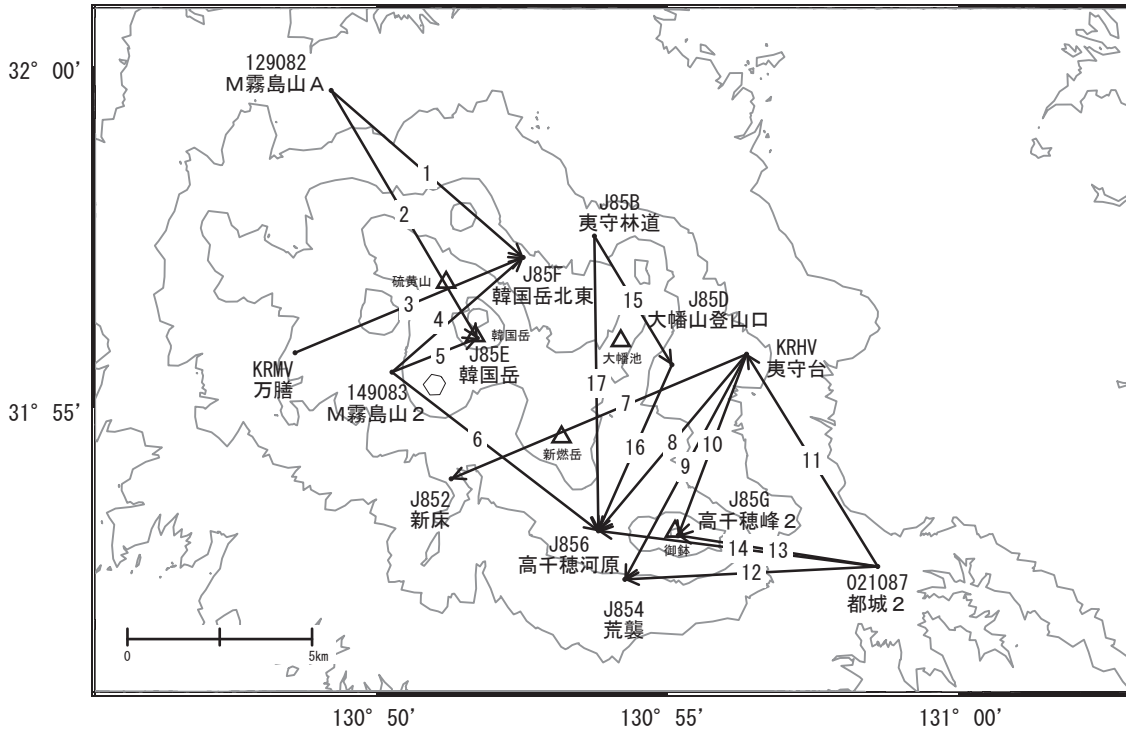 32° 00'
129082
M霧島山A
1
2
J85B
夷守林道
J85F
韓国岳北東
硫黄山
3
4
15
J85D
大幡山登山口
韓国岳
5
J85E
韓国岳
大幡池
KRHV
夷守台
KRMV
万膳
149083
M霧島山2
17
7
31° 55'
6
新燃岳
16
8
9
10
11
J852
新床
J85G
高千穂峰2
J856
高千穂河原
御鉢
14
13
12
021087
都城2
J854
荒襲
0
5km
130° 50'
130° 55'
131° 00'